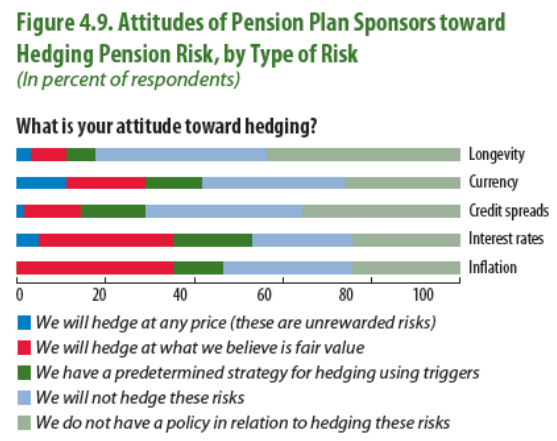 Figure 4.9. Attitudes of Pension Plan Sponsors toward
Hedging Pension Risk, by Type of Risk
(In percent of respondents)
What is your attitude toward hedging?
Longevity
Currency
Credit spreads
Interest rates
Inflation
0 20 40 60 80 100
We will hedge at any price (these are unrewarded risks)
We will hedge at what we believe is fair value
We have a predetermined strategy for hedging using triggers
We will not hedge these risks
We do not have a policy in relation to hedging these risks